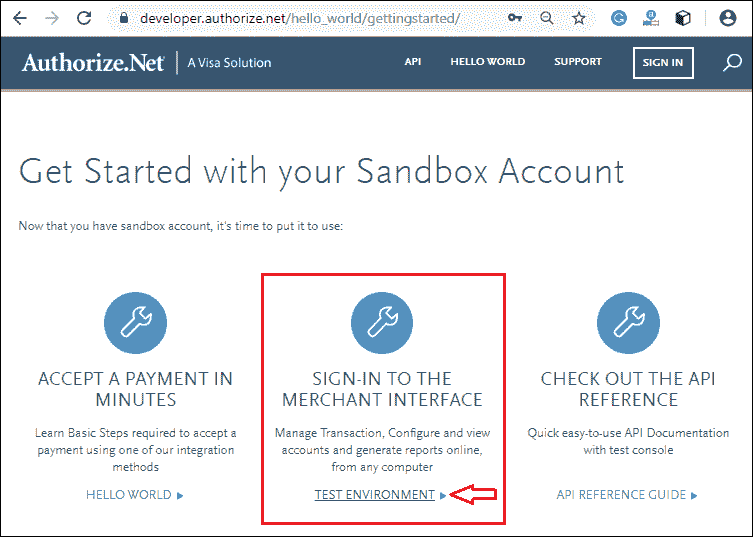 developer.authorize.net/hello_world/gettingstarted/
Authorize.Net A Visa Solution API HELLO WORLD SUPPORT SIGN IN
Get Started with your Sandbox Account
Now that you have sandbox account, it's time to put it to use:
ACCEPT A PAYMENT IN
MINUTES
Learn Basic Steps required to accept a
payment using one of our integration
methods
HELLO WORLD
SIGN-IN TO THE
MERCHANT INTERFACE
Manage Transaction, Configure and view
accounts and generate reports online,
from any computer
TEST ENVIRONMENT
CHECK OUT THE API
REFERENCE
Quick easy-to-use API Documentation
with test console
API REFERENCE GUIDE